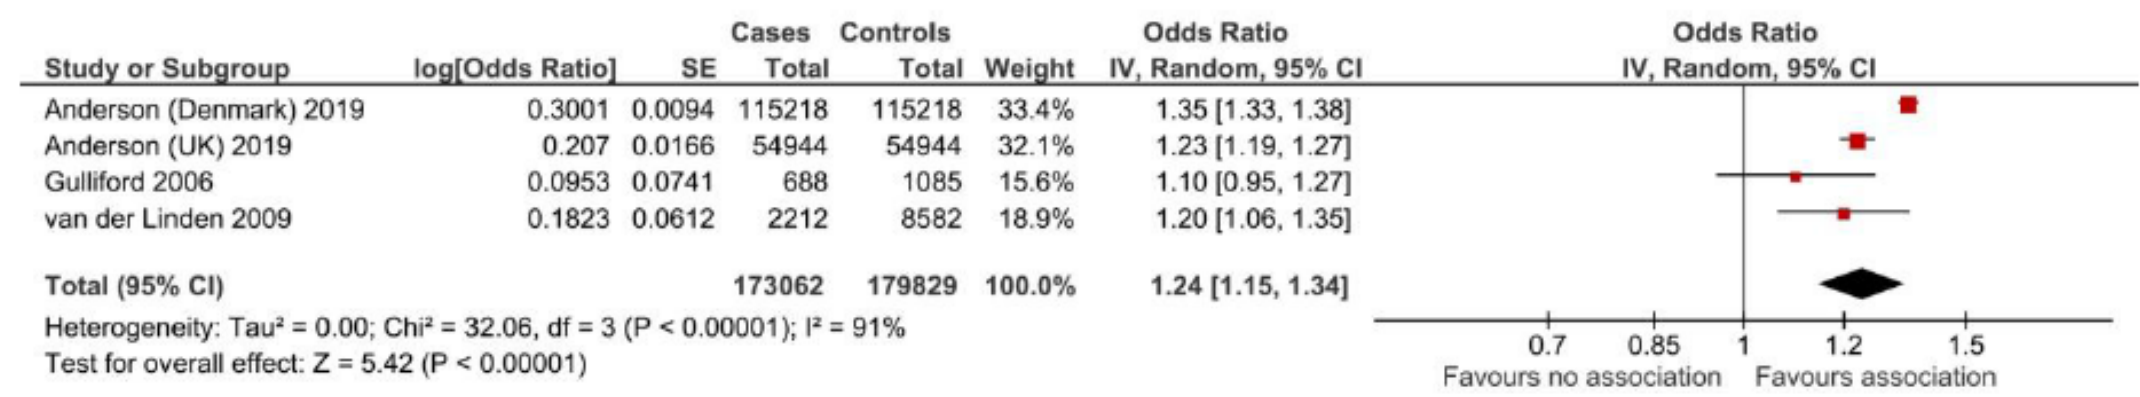 Cases Controls Odds Ratio Odds Ratio
Study or Subgroup log[Odds Ratio] SE Total Total Weight IV, Random, 95% CI IV, Random, 95% CI
Anderson (Denmark) 2019 0.3001 0.0094 115218 115218 33.4% 1.35 [1.33, 1.38]
Anderson (UK) 2019 0.207 0.0166 54944 54944 32.1% 1.23 [1.19, 1.27]
Gulliford 2006 0.0953 0.0741 688 1085 15.6% 1.10 [0.95, 1.27]
van der Linden 2009 0.1823 0.0612 2212 8582 18.9% 1.20 [1.06, 1.35]
Total (95% CI) 173062 179829 100.0% 1.24 [1.15, 1.34]
Heterogeneity: Tau² = 0.00; Chi² = 32.06, df = 3 (P < 0.00001); I² = 91%
Test for overall effect: Z = 5.42 (P < 0.00001)
0.7 0.85 1 1.2 1.5
Favours no association Favours association